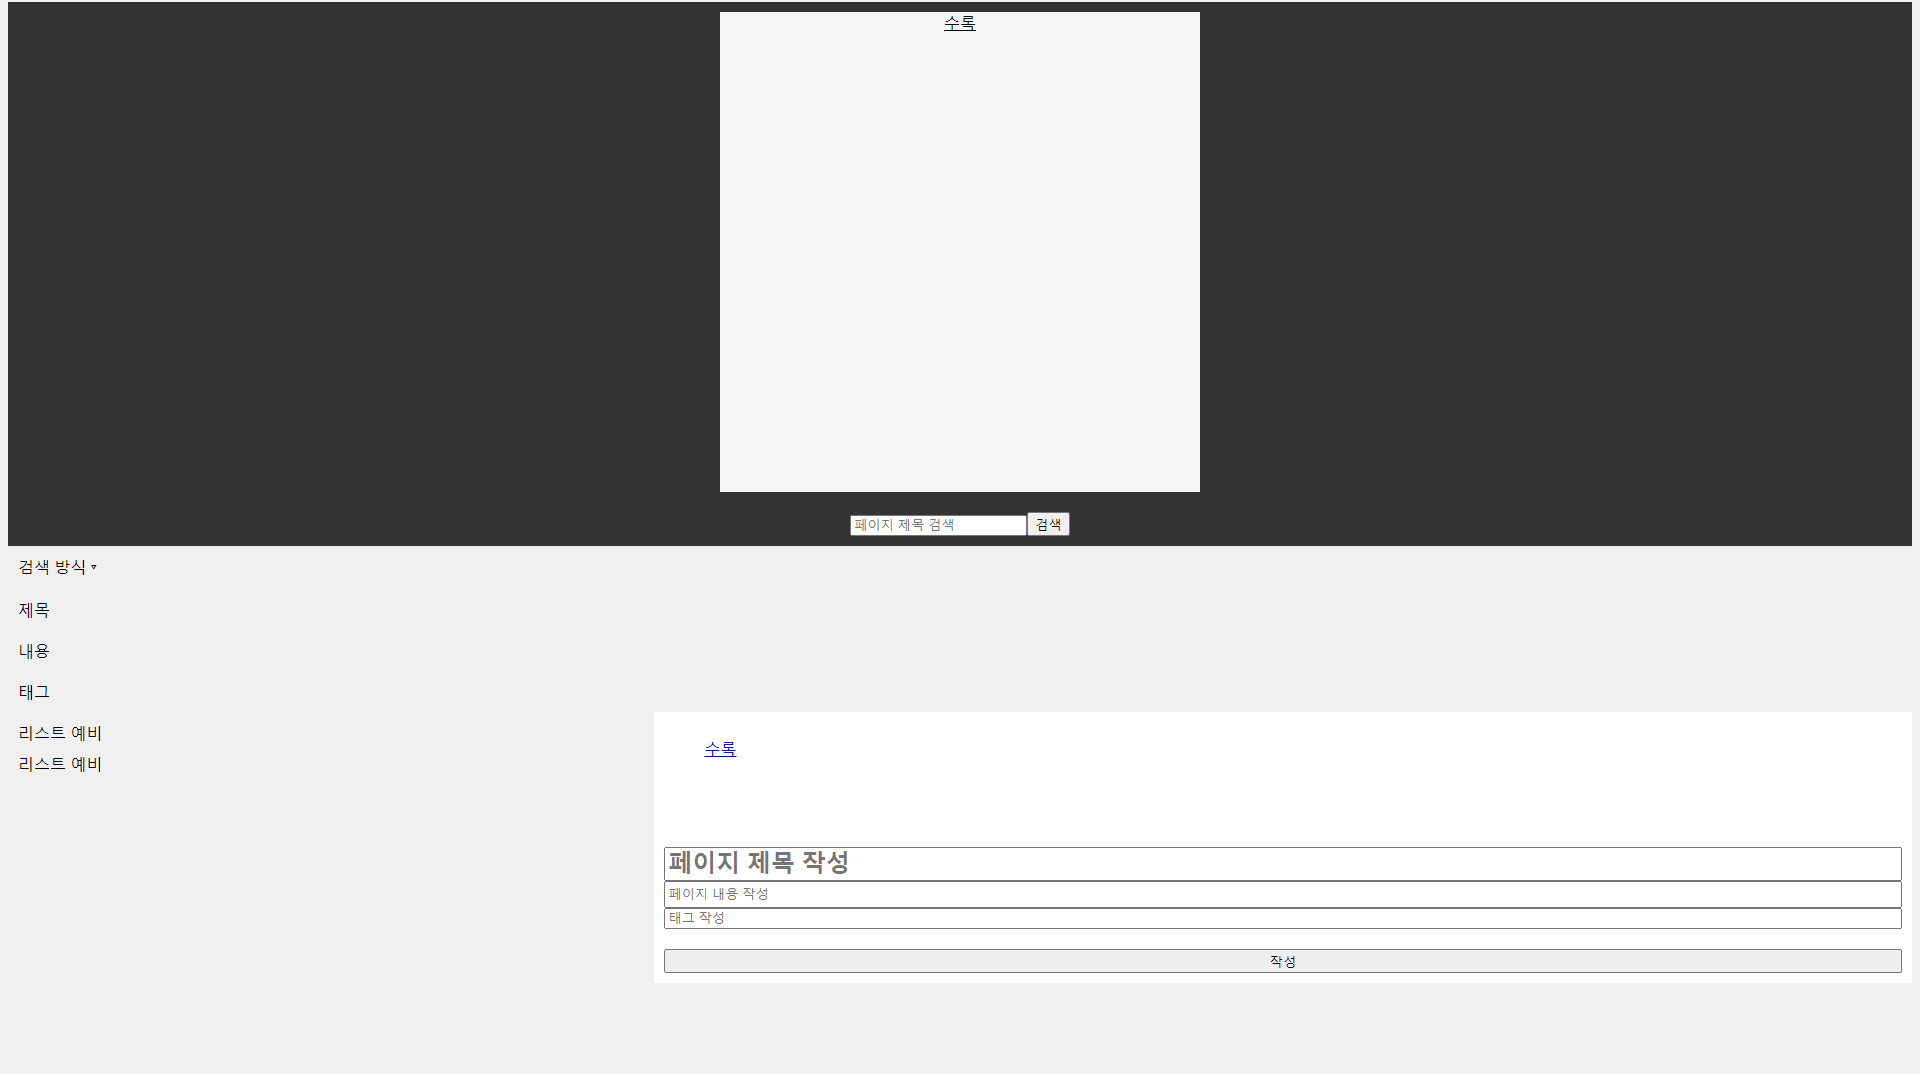 수록
페이지 제목 검색 검색
검색 방식 ▿
제목
내용
태그
리스트 예비
리스트 예비
수록
페이지 제목 작성
페이지 내용 작성
태그 작성
작성